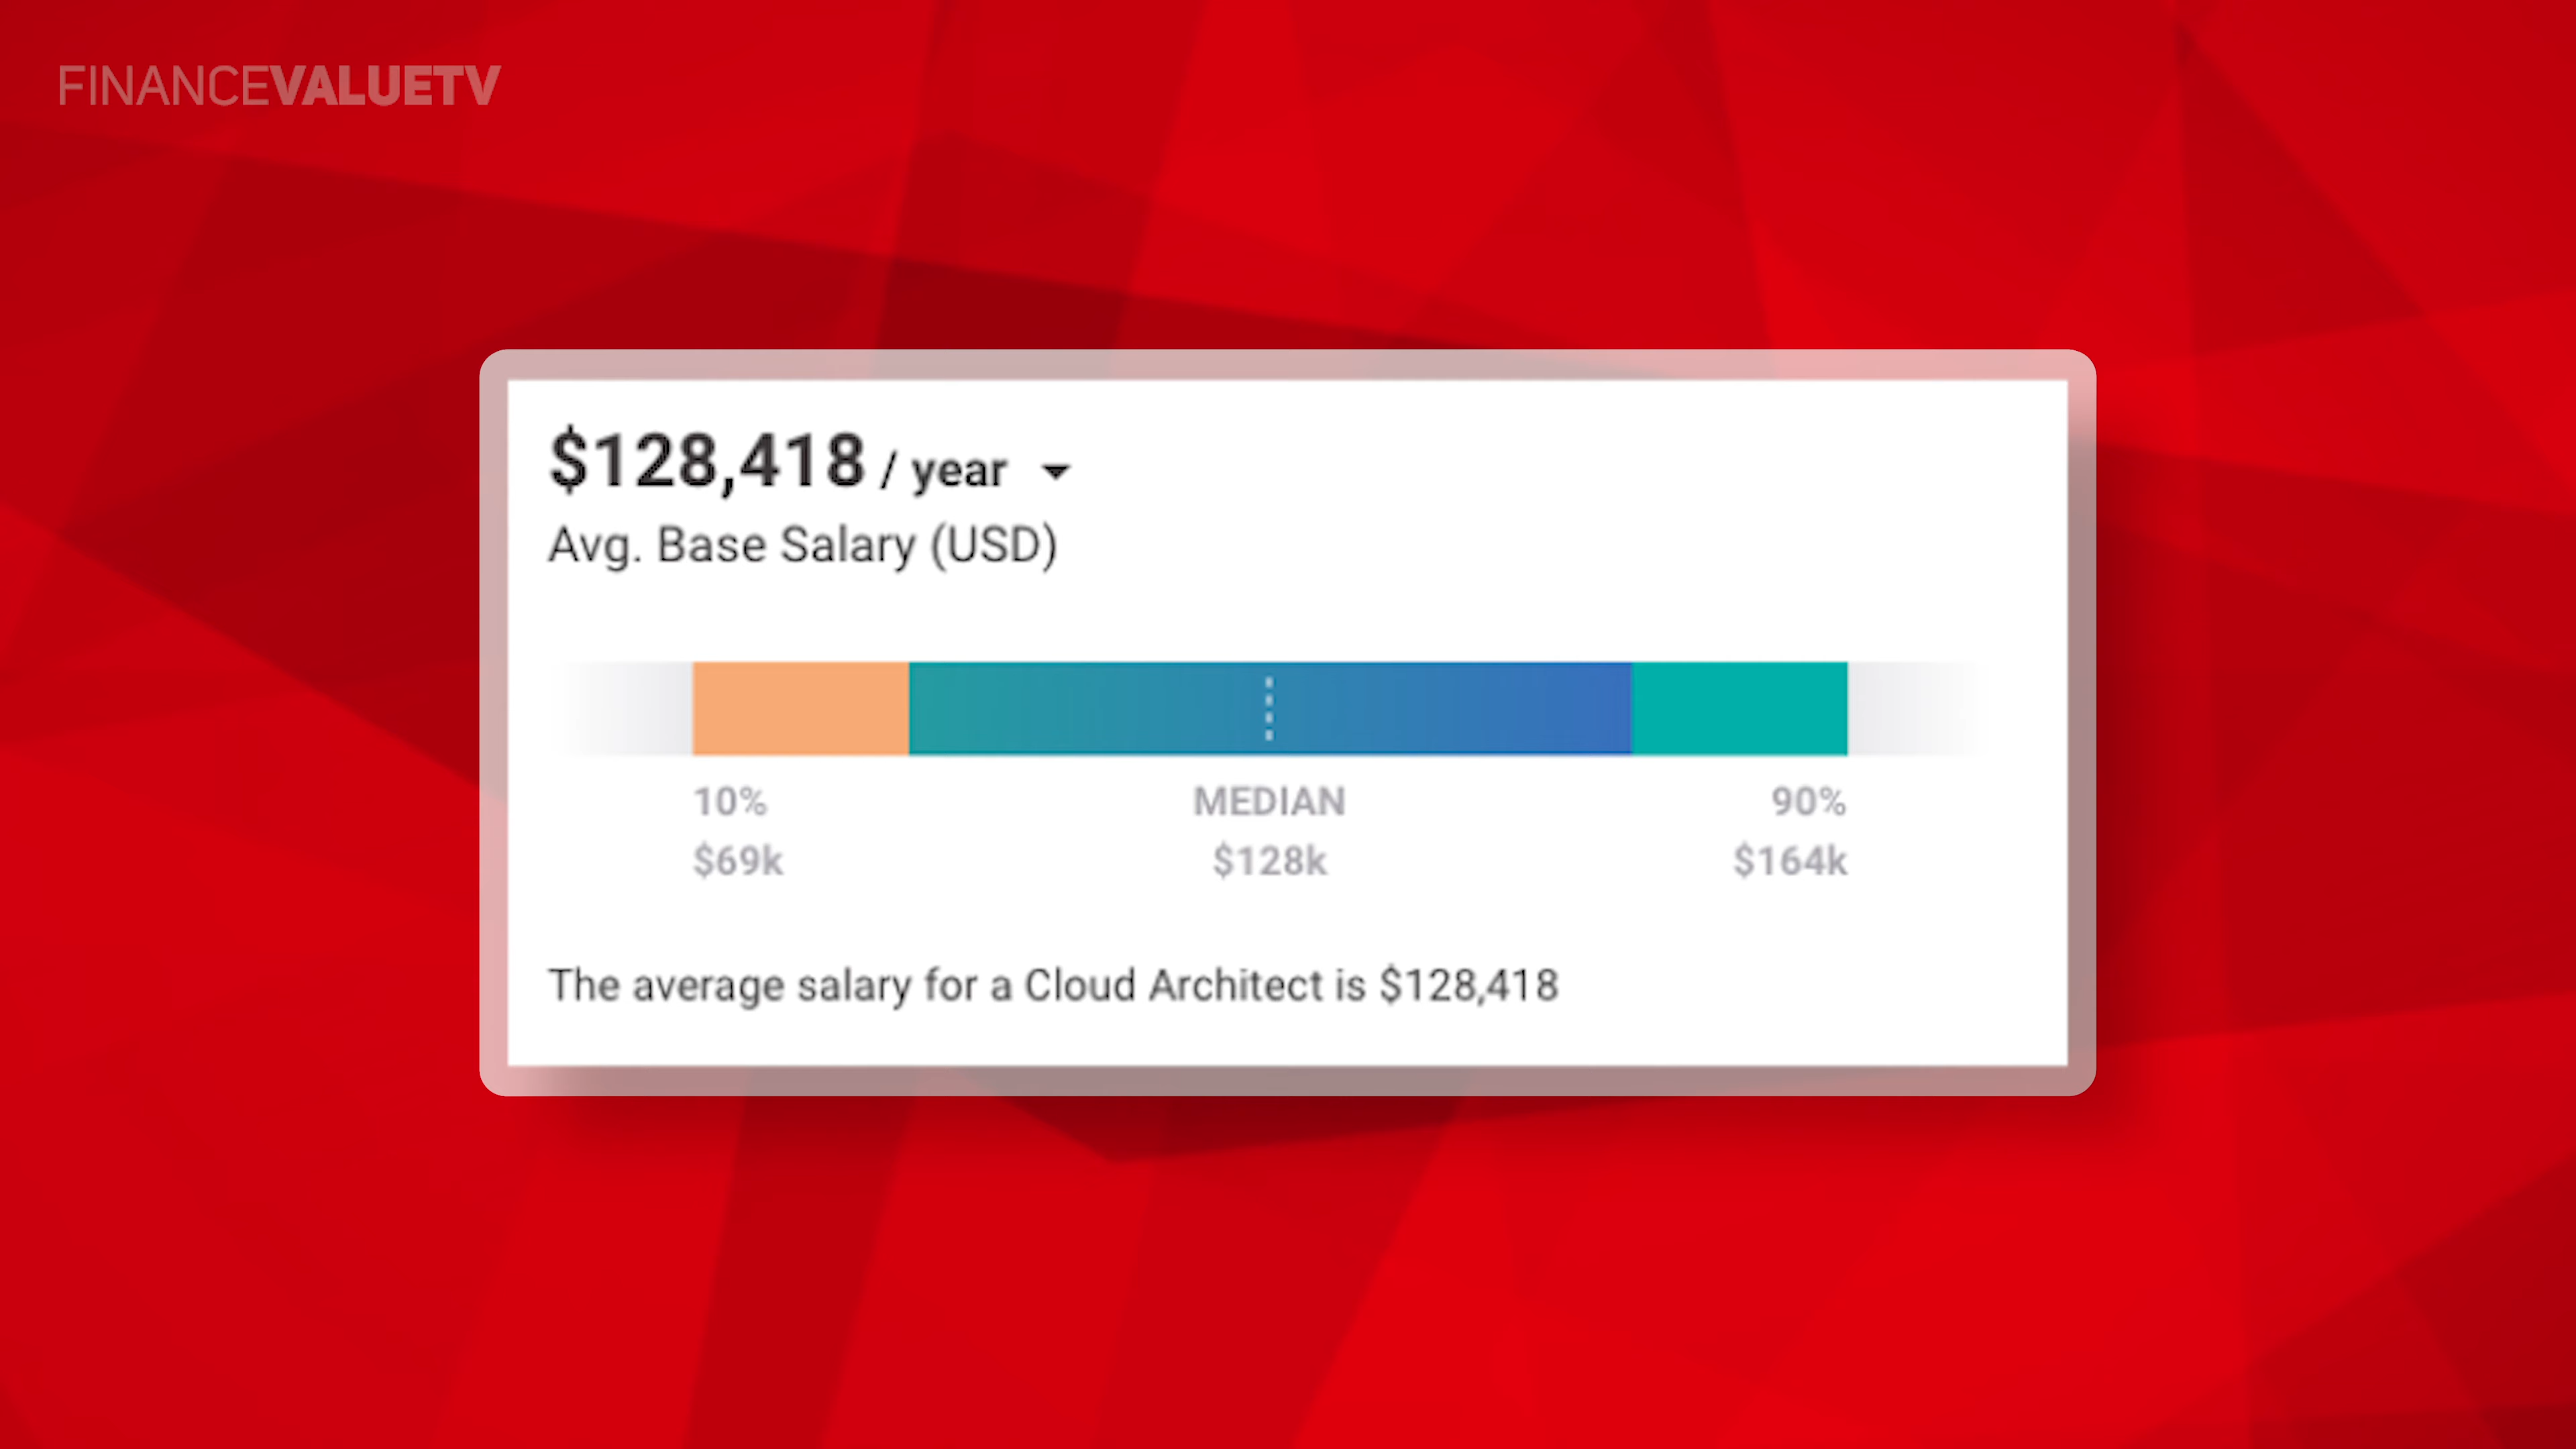 FINANCEVALUETV
$128,418 / year
Avg. Base Salary (USD)
10% MEDIAN 90%
$69k $128k $164k
The average salary for a Cloud Architect is $128,418